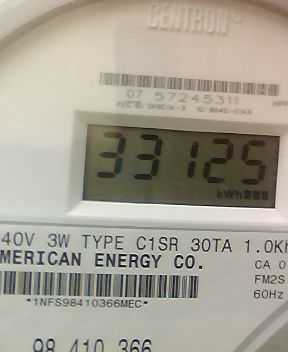 CENTRON
07 57245311
33125
kWh
40V 3W TYPE C1SR 30TA 1.0K
MERICAN ENERGY CO. CA 0
FM2S
60Hz
*1NFS98410366MEC*
98 410 366